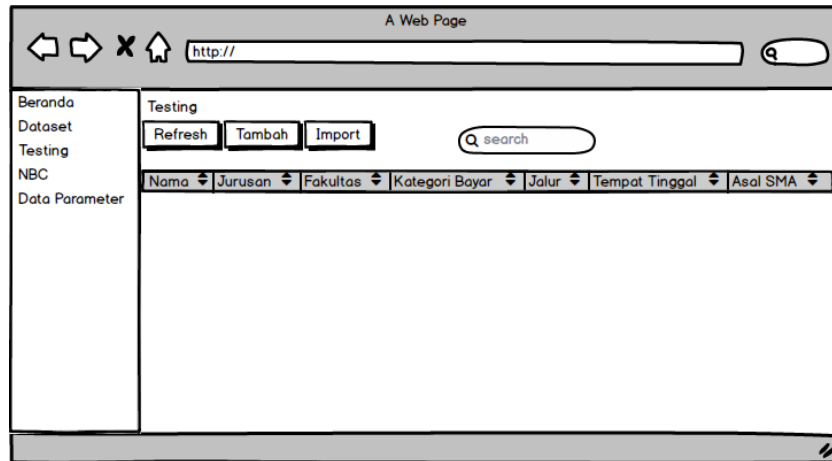 A Web Page
http://
Beranda
Dataset
Testing
NBC
Data Parameter
Testing
Refresh Tambah Import
search
Nama Jurusan Fakultas Kategori Bayar Jalur Tempat Tinggal Asal SMA